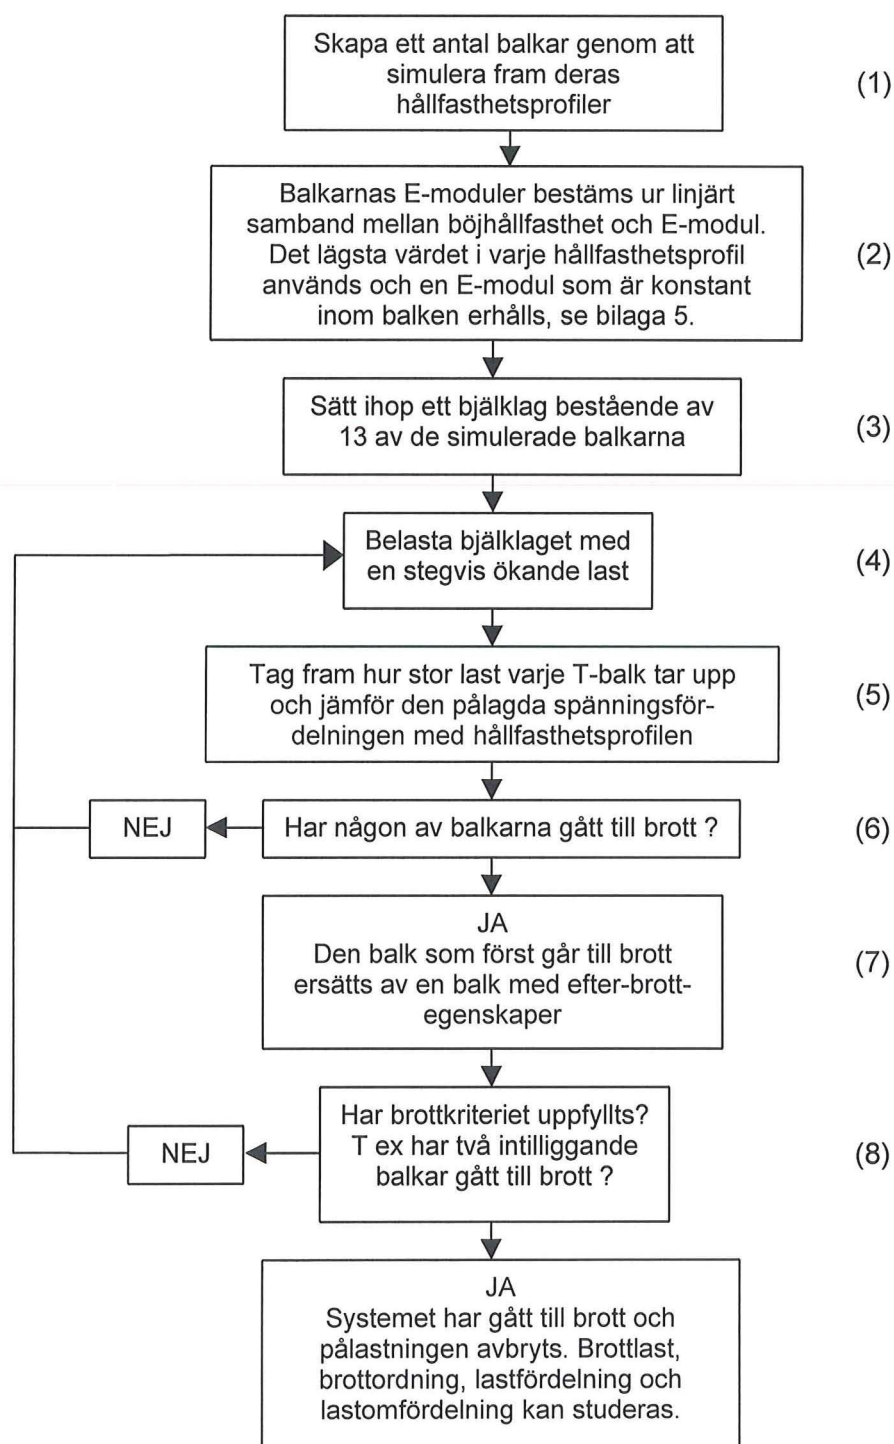 Skapa ett antal balkar genom att
simulera fram deras
hållfasthetsprofiler
(1)
Balkarnas E-moduler bestäms ur linjärt
samband mellan böjhållfasthet och E-modul.
Det lägsta värdet i varje hållfasthetsprofil
används och en E-modul som är konstant
inom balken erhålls, se bilaga 5.
(2)
Sätt ihop ett bjälklag bestående av
13 av de simulerade balkarna
(3)
Belasta bjälklaget med
en stegvis ökande last
(4)
Tag fram hur stor last varje T-balk tar upp
och jämför den pålagda spänningsför-
delningen med hållfasthetsprofilen
(5)
NEJ
Har någon av balkarna gått till brott ?
(6)
JA
Den balk som först går till brott
ersätts av en balk med efter-brott-
egenskaper
(7)
NEJ
Har brottkriteriet uppfyllts?
T ex har två intilliggande
balkar gått till brott ?
(8)
JA
Systemet har gått till brott och
pålastningen avbryts. Brottlast,
brottordning, lastfördelning och
lastomfördelning kan studeras.